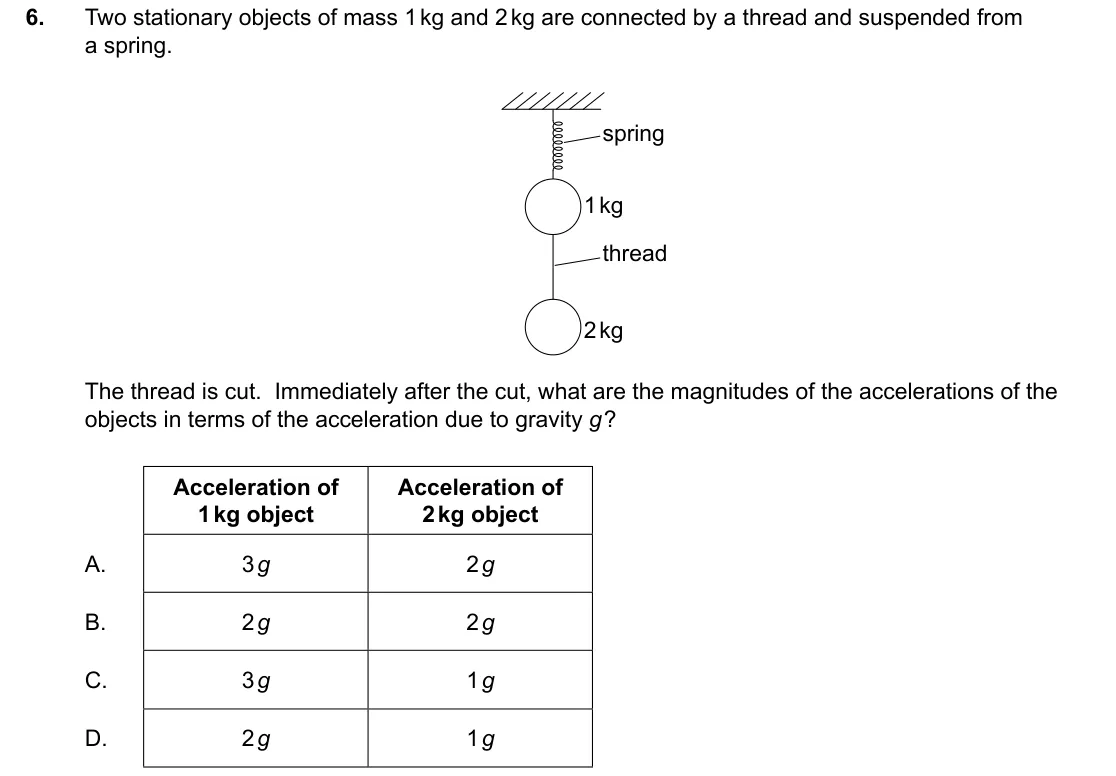 6. Two stationary objects of mass 1 kg and 2 kg are connected by a thread and suspended from
a spring.
spring
1 kg
thread
2 kg
The thread is cut. Immediately after the cut, what are the magnitudes of the accelerations of the
objects in terms of the acceleration due to gravity g?
Acceleration of 1 kg object Acceleration of 2 kg object
A. 3g 2g
B. 2g 2g
C. 3g 1g
D. 2g 1g